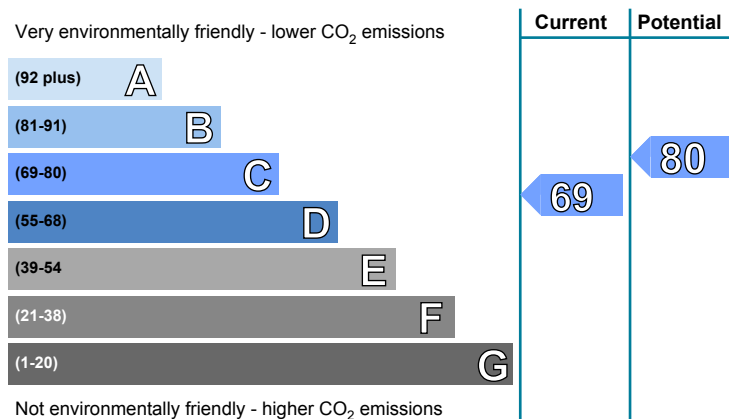 Very environmentally friendly - lower CO₂ emissions
Current
Potential
(92 plus) A
(81-91) B
(69-80) C
(55-68) D
(39-54 E
(21-38) F
(1-20) G
69
80
Not environmentally friendly - higher CO₂ emissions